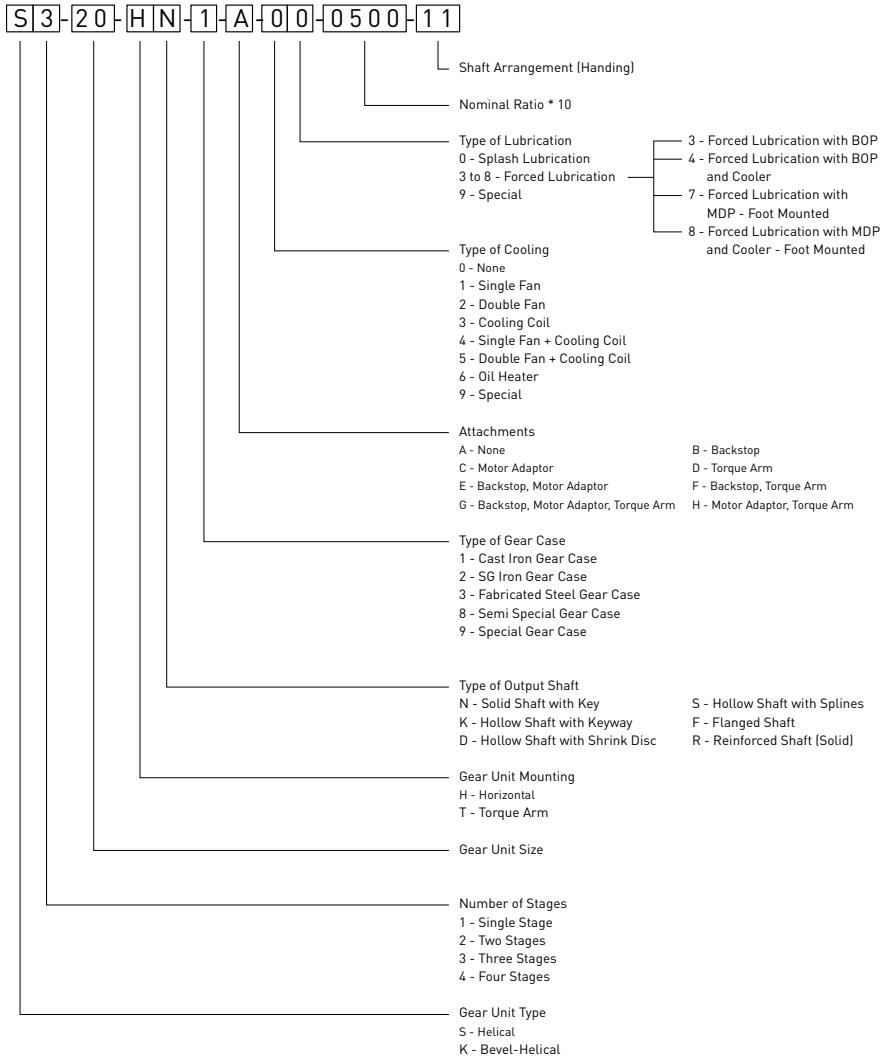 S3-20-HN-1-A-00-0500-11
Shaft Arrangement (Handing)
Nominal Ratio * 10
Type of Lubrication
0 - Splash Lubrication
3 to 8 - Forced Lubrication
9 - Special
3 - Forced Lubrication with BOP
4 - Forced Lubrication with BOP
and Cooler
7 - Forced Lubrication with
MDP - Foot Mounted
8 - Forced Lubrication with MDP
and Cooler - Foot Mounted
Type of Cooling
0 - None
1 - Single Fan
2 - Double Fan
3 - Cooling Coil
4 - Single Fan + Cooling Coil
5 - Double Fan + Cooling Coil
6 - Oil Heater
9 - Special
Attachments
A - None B - Backstop
C - Motor Adaptor D - Torque Arm
E - Backstop, Motor Adaptor F - Backstop, Torque Arm
G - Backstop, Motor Adaptor, Torque Arm H - Motor Adaptor, Torque Arm
Type of Gear Case
1 - Cast Iron Gear Case
2 - SG Iron Gear Case
3 - Fabricated Steel Gear Case
8 - Semi Special Gear Case
9 - Special Gear Case
Type of Output Shaft
N - Solid Shaft with Key S - Hollow Shaft with Splines
K - Hollow Shaft with Keyway F - Flanged Shaft
D - Hollow Shaft with Shrink Disc R - Reinforced Shaft (Solid)
Gear Unit Mounting
H - Horizontal
T - Torque Arm
Gear Unit Size
Number of Stages
1 - Single Stage
2 - Two Stages
3 - Three Stages
4 - Four Stages
Gear Unit Type
S - Helical
K - Bevel-Helical